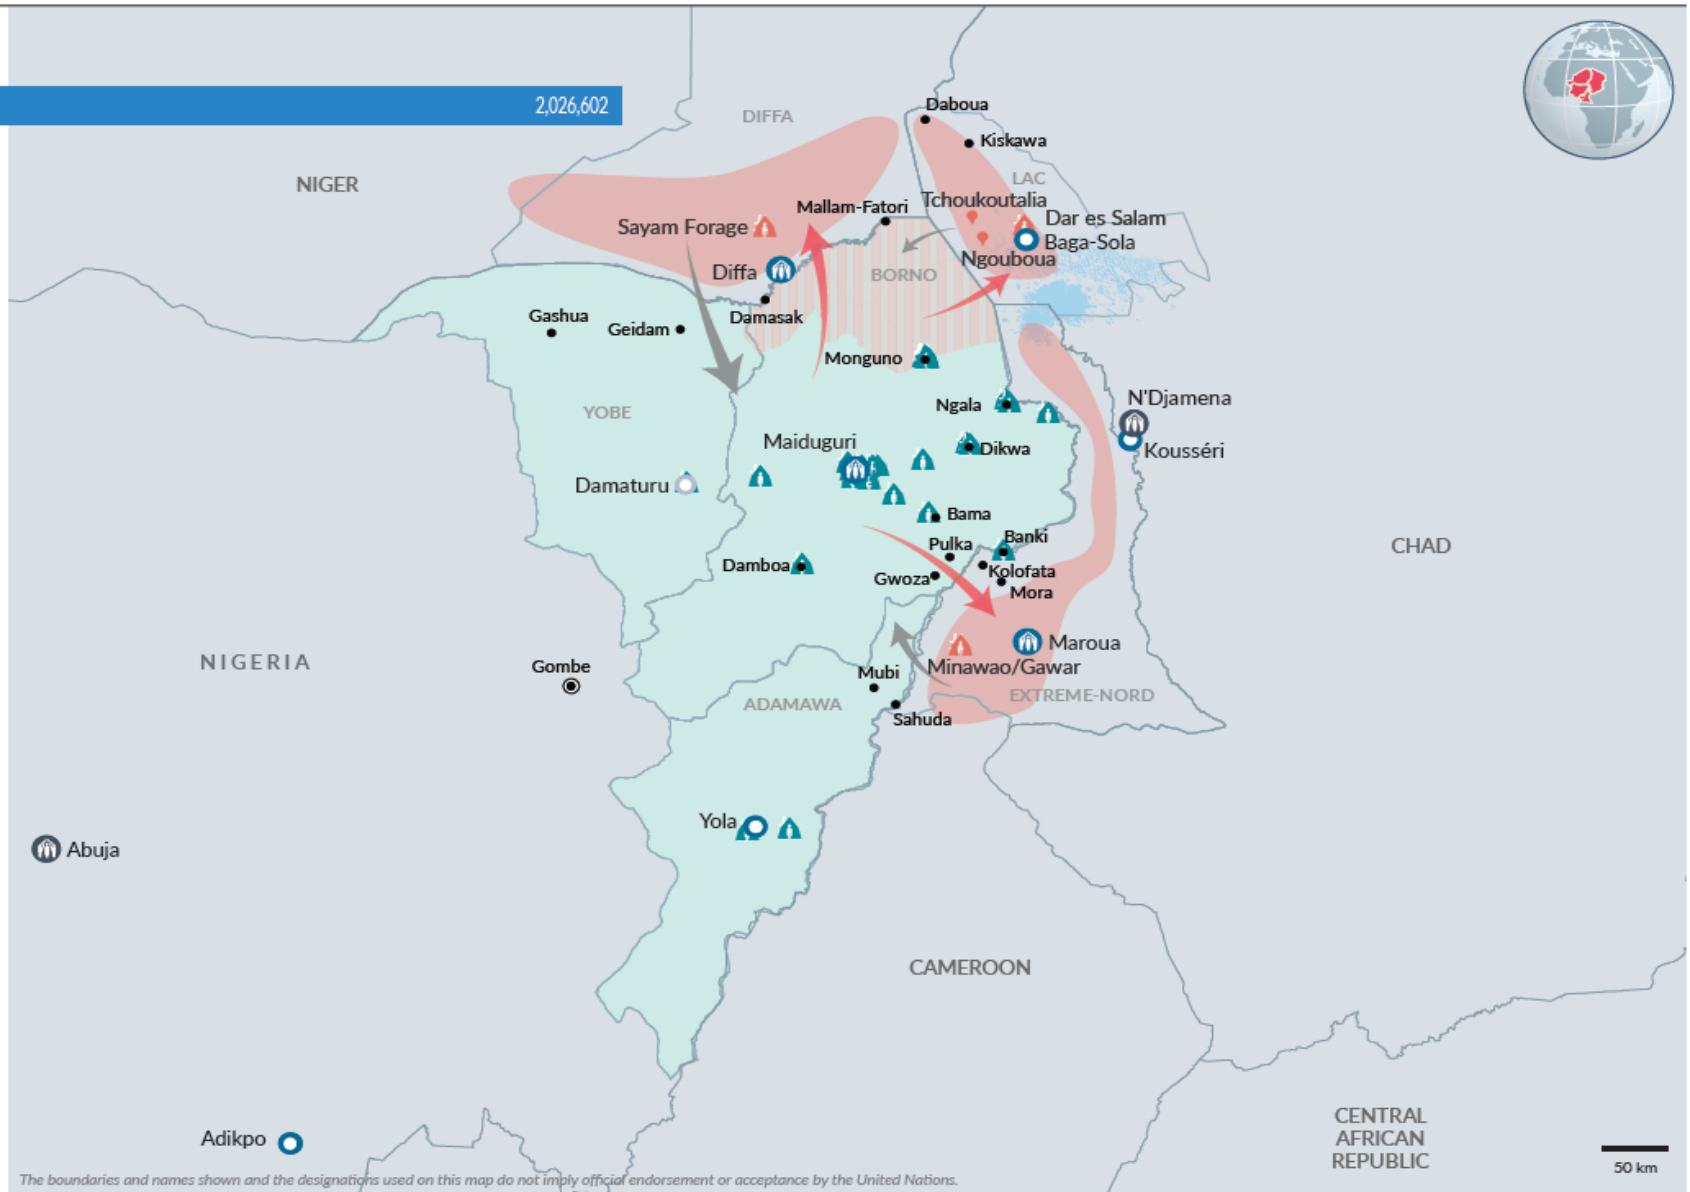 2,026,602
Daboua
DIFFA
Kiskawa
NIGER
LAC
Tchoukoutalia
Mallam-Fatori
Dar es Salam
Sayam Forage
Baga-Sola
Ngouboua
Diffa
BORNO
Damasak
Gashua
Geidam
Monguno
N'Djamena
Ngala
YOBE
Maiduguri
Dikwa
Kousséri
Damaturu
Bama
Banki
Pulka
CHAD
Damboa
Kolofata
Gwoza
Mora
Maroua
NIGERIA
Gombe
Minawao/Gawar
Mubi
EXTREME-NORD
ADAMAWA
Sahuda
Yola
Abuja
CAMEROON
CENTRAL
AFRICAN
REPUBLIC
Adikpo
50 km
The boundaries and names shown and the designations used on this map do not imply official endorsement or acceptance by the United Nations.